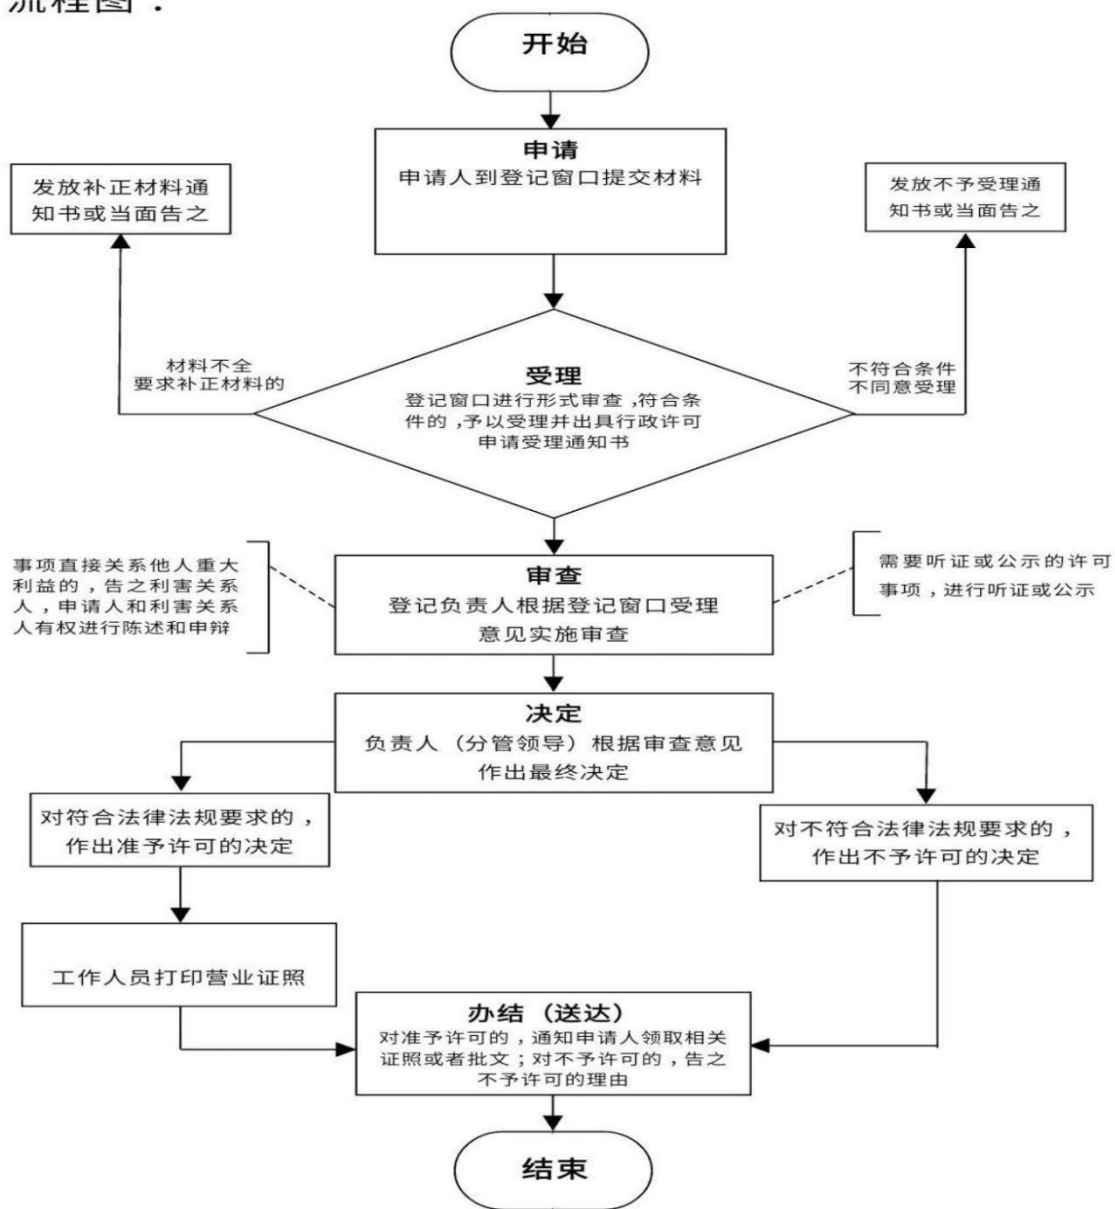 流程图：
开始
申请
申请人到登记窗口提交材料
发放补正材料通
知书或当面告之
发放不予受理通
知书或当面告之
材料不全
要求补正材料的
不符合条件
不同意受理
受理
登记窗口进行形式审查，符合条
件的，予以受理并出具行政许可
申请受理通知书
事项直接关系他人重大
利益的，告之利害关系
人，申请人和利害关系
人有权进行陈述和申辩
审查
登记负责人根据登记窗口受理
意见实施审查
需要听证或公示的许可
事项，进行听证或公示
决定
负责人（分管领导）根据审查意见
作出最终决定
对符合法律法规要求的，
作出准予许可的决定
对不符合法律法规要求的，
作出不予许可的决定
工作人员打印营业证照
办结（送达）
对准予许可的，通知申请人领取相关
证照或者批文；对不予许可的，告之
不予许可的理由
结束